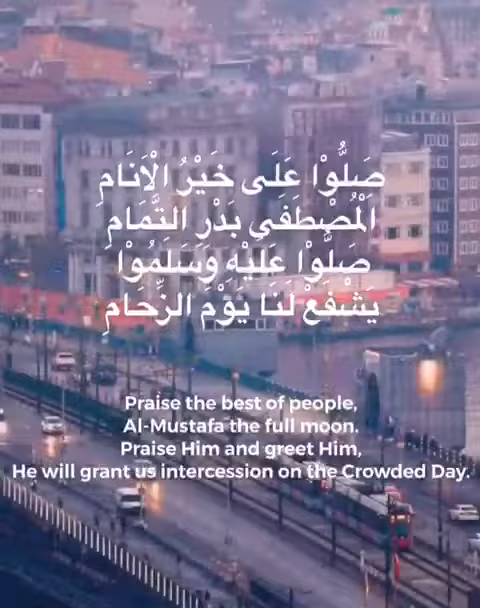 صَلُّوْا عَلَى خَيْرُ الْاَنَامِ
الْمُصْطَفَى بَدْرِ التَّمَامِ
صَلُّوْا عَلَيْهِ وَسَلِّمُوْا
يَشْفَعْ لَنَا يَوْمَ الزِّحَامِ
Praise the best of people,
Al-Mustafa the full moon.
Praise Him and greet Him,
He will grant us intercession on the Crowded Day.